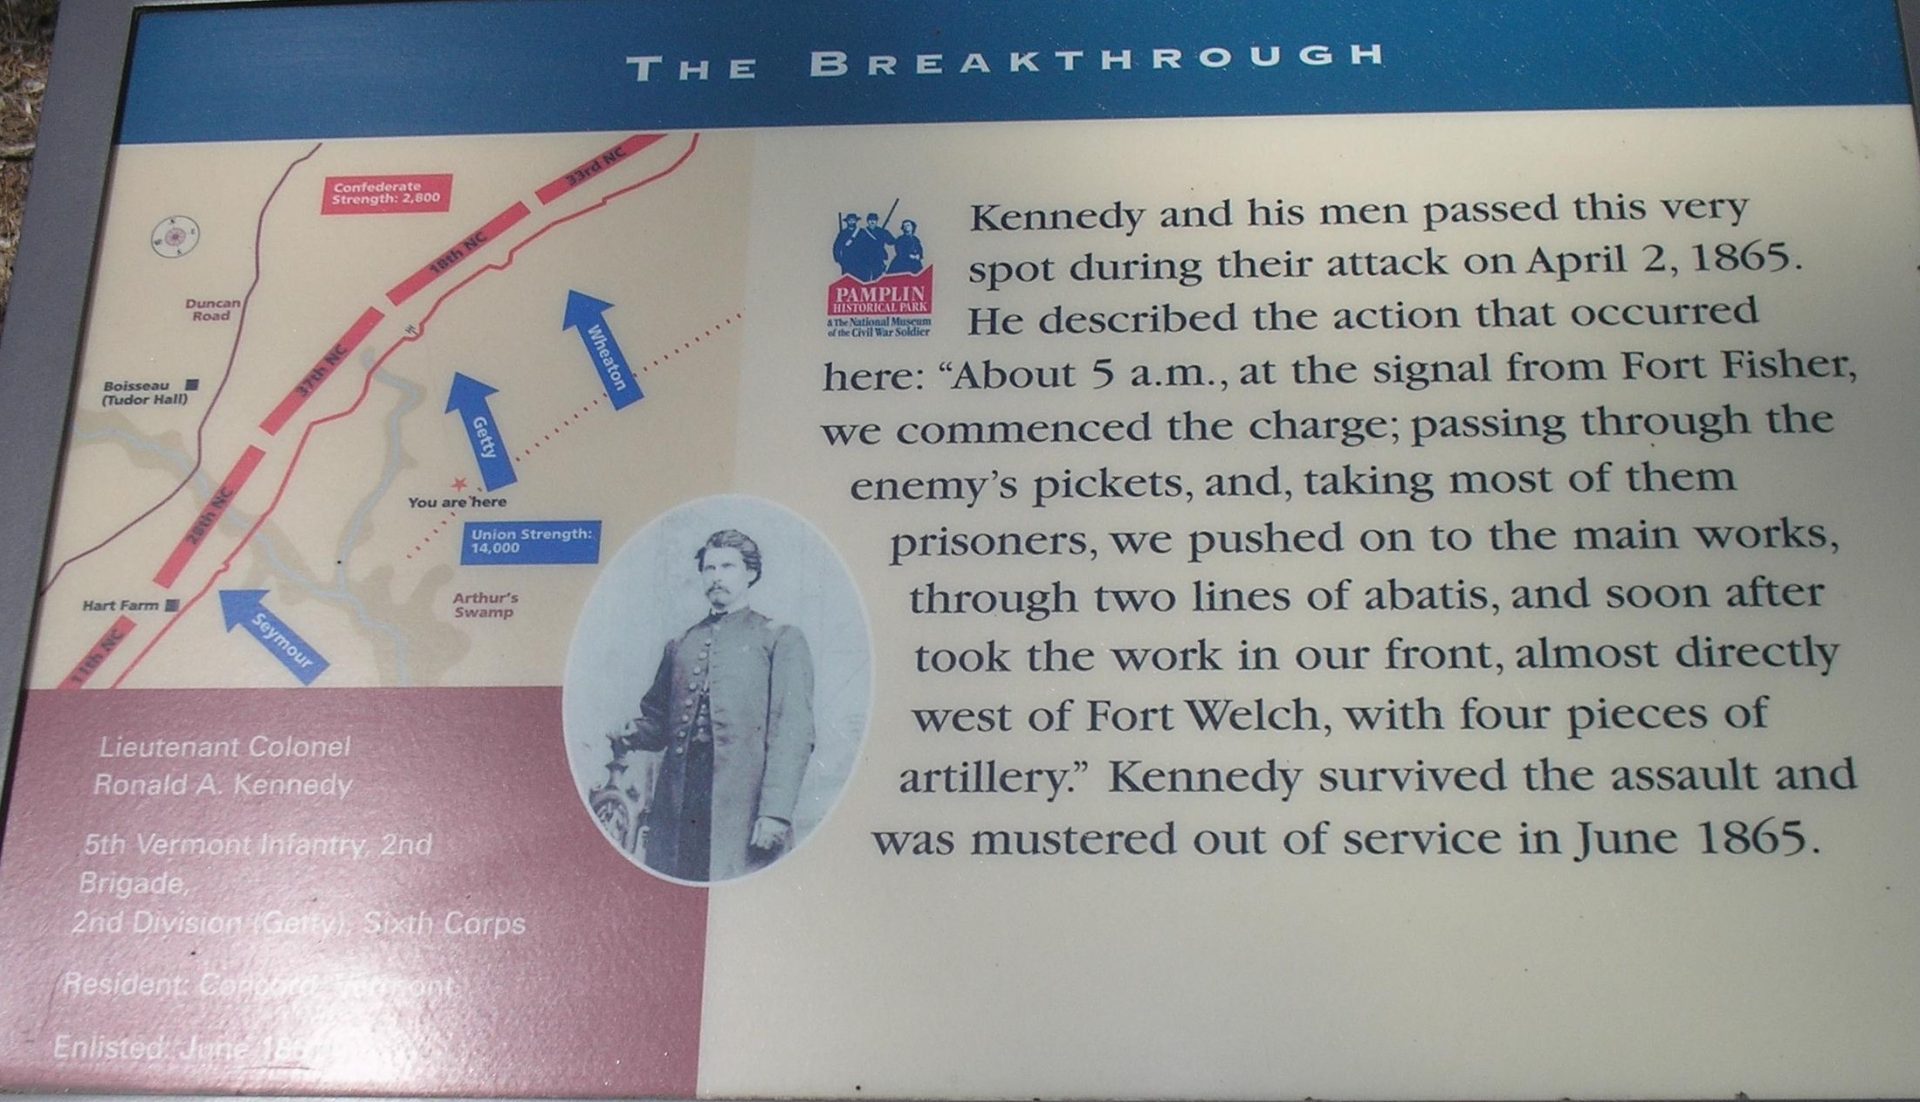 THE BREAKTHROUGH
Confederate
Strength: 2,800
33rd NC
18th NC
37th NC
28th NC
11th NC
Duncan
Road
Boisseau
(Tudor Hall)
Wheaton
Getty
You are here
Union Strength:
14,000
Hart Farm
Seymour
Arthur's
Swamp
PAMPLIN
HISTORICAL PARK
& The National Museum
of the Civil War Soldier
Kennedy and his men passed this very
spot during their attack on April 2, 1865.
He described the action that occurred
here: “About 5 a.m., at the signal from Fort Fisher,
we commenced the charge; passing through the
enemy’s pickets, and, taking most of them
prisoners, we pushed on to the main works,
through two lines of abatis, and soon after
took the work in our front, almost directly
west of Fort Welch, with four pieces of
artillery.” Kennedy survived the assault and
was mustered out of service in June 1865.
Lieutenant Colonel
Ronald A. Kennedy
5th Vermont Infantry, 2nd
Brigade,
2nd Division (Getty), Sixth Corps
Resident: Concord, Vermont
Enlisted: June